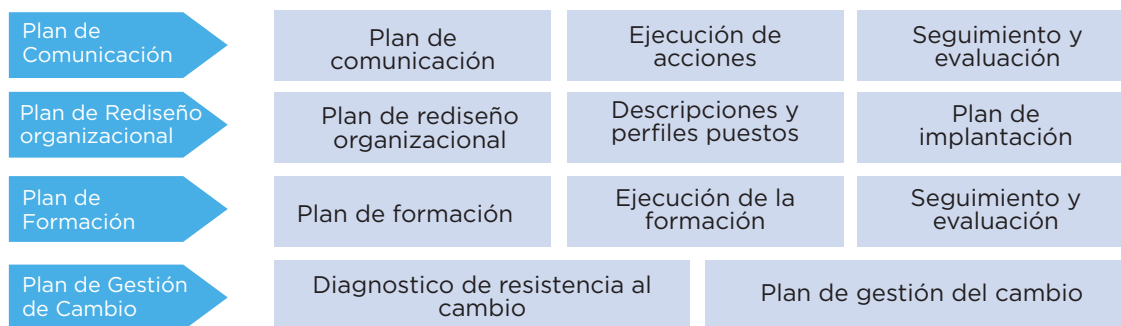 Plan de
Comunicación
Plan de
comunicación
Ejecución de
acciones
Seguimiento y
evaluación
Plan de Rediseño
organizacional
Plan de rediseño
organizacional
Descripciones y
perfiles puestos
Plan de
implantación
Plan de
Formación
Plan de formación
Ejecución de la
formación
Seguimiento y
evaluación
Plan de Gestión
de Cambio
Diagnostico de resistencia al
cambio
Plan de gestión del cambio